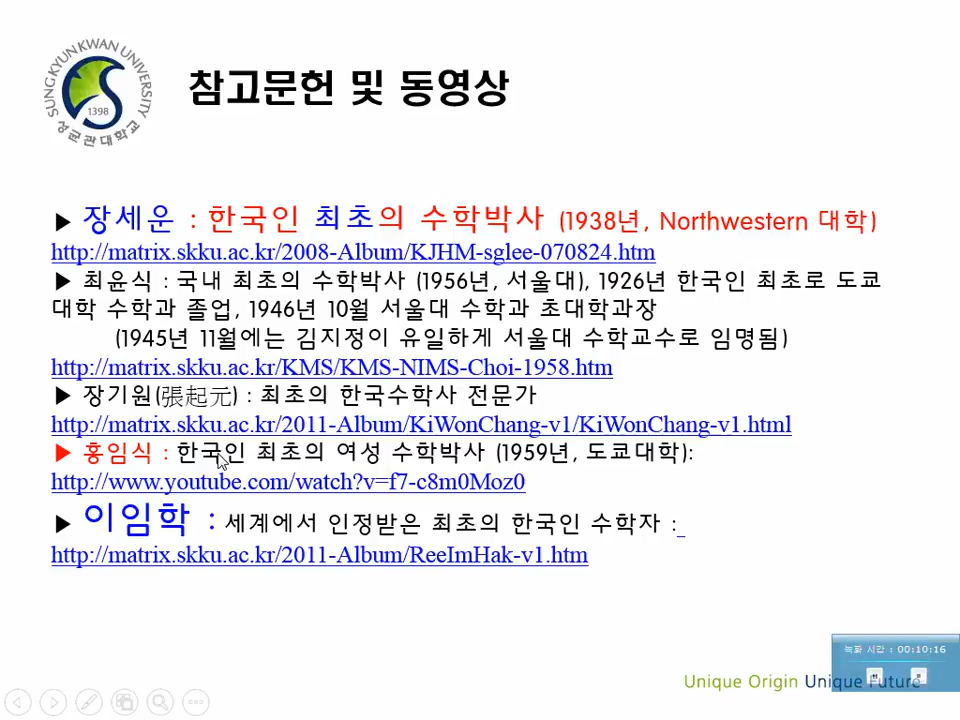 SUNGKYUNKWAN UNIVERSITY
1398
성균관대학교
참고문헌 및 동영상
▶ 장세운 : 한국인 최초의 수학박사 (1938년, Northwestern 대학)
http://matrix.skku.ac.kr/2008-Album/KJHM-sglee-070824.htm
▶ 최윤식 : 국내 최초의 수학박사 (1956년, 서울대), 1926년 한국인 최초로 도쿄
대학 수학과 졸업, 1946년 10월 서울대 수학과 초대학과장
(1945년 11월에는 김지정이 유일하게 서울대 수학교수로 임명됨)
http://matrix.skku.ac.kr/KMS/KMS-NIMS-Choi-1958.htm
▶ 장기원(張起元) : 최초의 한국수학사 전문가
http://matrix.skku.ac.kr/2011-Album/KiWonChang-v1/KiWonChang-v1.html
▶ 홍임식 : 한국인 최초의 여성 수학박사 (1959년, 도쿄대학):
http://www.youtube.com/watch?v=f7-c8m0Moz0
▶ 이임학 : 세계에서 인정받은 최초의 한국인 수학자 :
http://matrix.skku.ac.kr/2011-Album/ReeImHak-v1.htm
녹화 시간 : 00:10:16
Unique Origin Unique Future